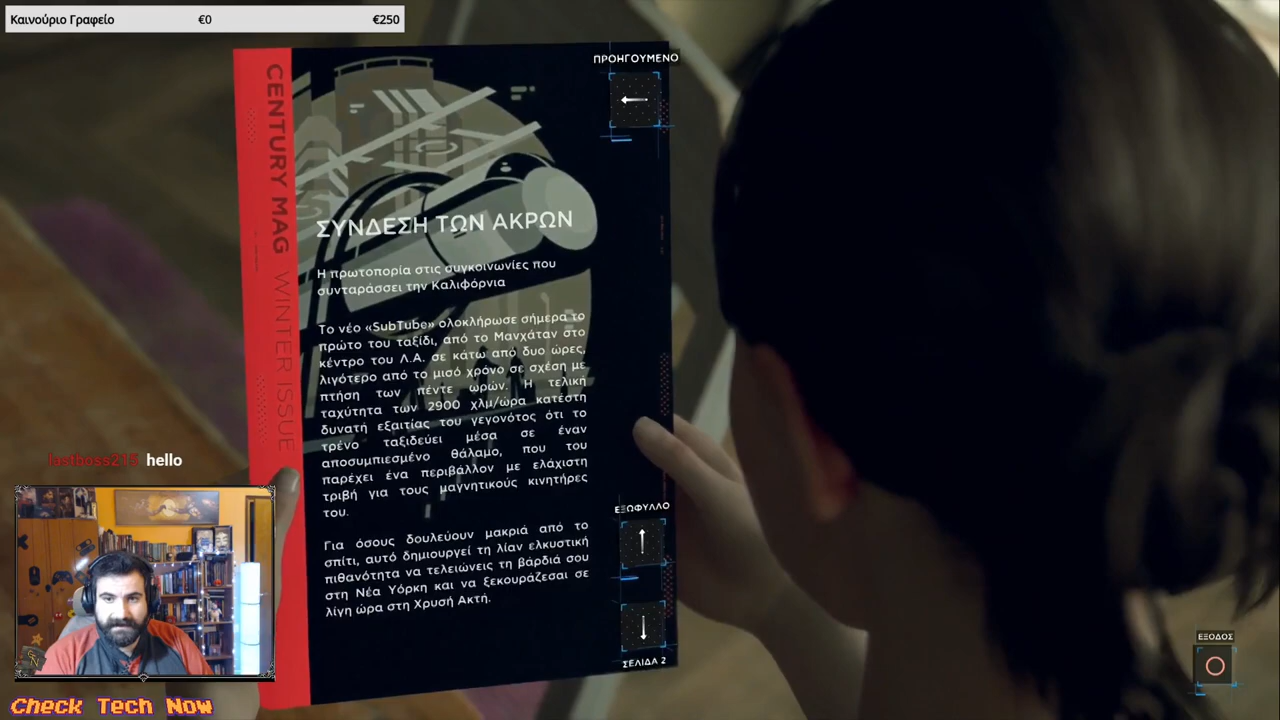 Καινούριο Γραφείο €0 €250
ΠΡΟΗΓΟΥΜΕΝΟ
CENTURY MAG WINTER ISSUE
ΣΥΝΔΕΣΗ ΤΩΝ ΑΚΡΩΝ
Η πρωτοπορία στις συγκοινωνίες που
συνταράσσει την Καλιφόρνια
Το νέο «SubTube» ολοκλήρωσε σήμερα το
πρώτο του ταξίδι, από το Μανχάταν στο
κέντρο του Λ.Α. σε κάτω από δυο ώρες,
λιγότερο από το μισό χρόνο σε σχέση με
πτήση των πέντε ωρών. Η τελική
ταχύτητα των 2900 χλμ/ώρα κατέστη
δυνατή εξαιτίας του γεγονότος ότι το
τρένο ταξιδεύει μέσα σε έναν
αποσυμπιεσμένο θάλαμο, που του
παρέχει ένα περιβάλλον με ελάχιστη
τριβή για τους μαγνητικούς κινητήρες
του.
Για όσους δουλεύουν μακριά από το
σπίτι, αυτό δημιουργεί τη λίαν ελκυστική
πιθανότητα να τελειώνεις τη βάρδιά σου
στη Νέα Υόρκη και να ξεκουράζεσαι σε
λίγη ώρα στη Χρυσή Ακτή.
ΕΞΩΦΥΛΛΟ
ΣΕΛΙΔΑ 2
ΕΞΟΔΟΣ
lastboss215 hello
Check Tech Now